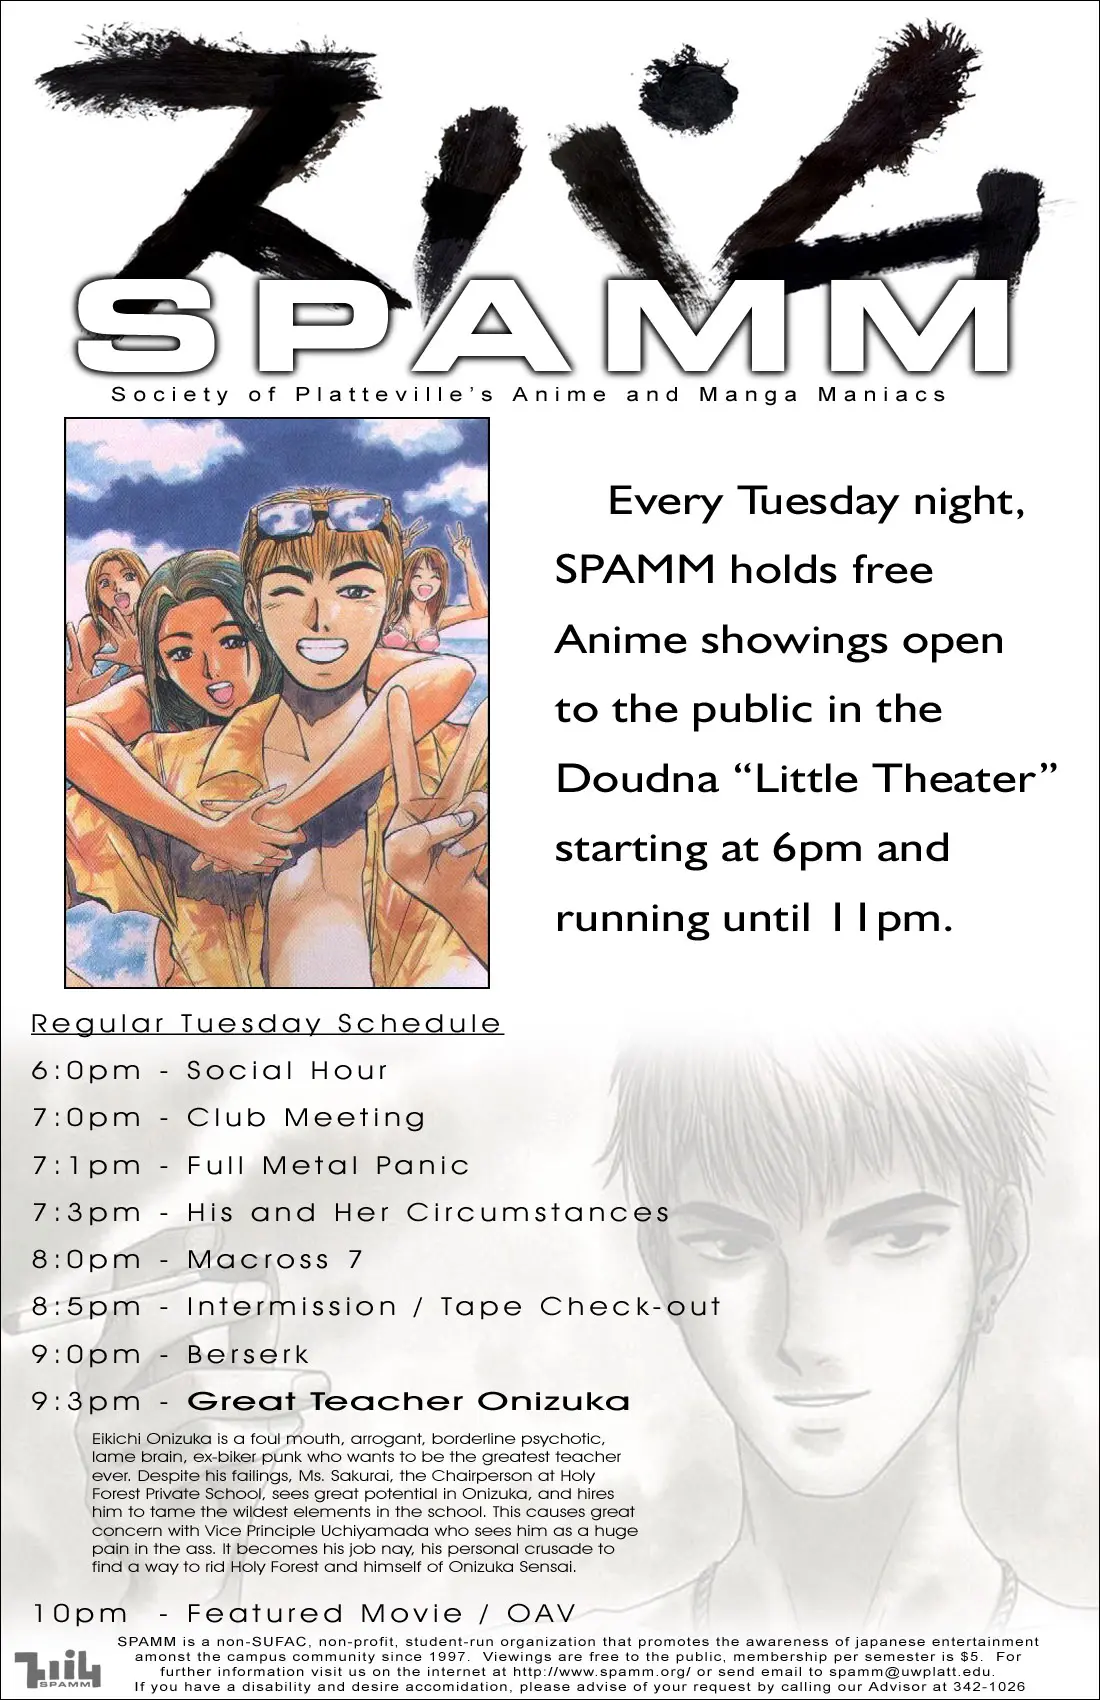 スパム
SPAMM
Society of Platteville's Anime and Manga Maniacs
Every Tuesday night,
SPAMM holds free
Anime showings open
to the public in the
Doudna “Little Theater”
starting at 6pm and
running until 11pm.
Regular Tuesday Schedule
6:0pm - Social Hour
7:0pm - Club Meeting
7:1pm - Full Metal Panic
7:3pm - His and Her Circumstances
8:0pm - Macross 7
8:5pm - Intermission / Tape Check-out
9:0pm - Berserk
9:3pm - Great Teacher Onizuka
Eikichi Onizuka is a foul mouth, arrogant, borderline psychotic,
lame brain, ex-biker punk who wants to be the greatest teacher
ever. Despite his failings, Ms. Sakurai, the Chairperson at Holy
Forest Private School, sees great potential in Onizuka, and hires
him to tame the wildest elements in the school. This causes great
concern with Vice Principle Uchiyamada who sees him as a huge
pain in the ass. It becomes his job nay, his personal crusade to
find a way to rid Holy Forest and himself of Onizuka Sensai.
10pm - Featured Movie / OAV
スパム
SPAMM
SPAMM is a non-SUFAC, non-profit, student-run organization that promotes the awareness of japanese entertainment
amonst the campus community since 1997. Viewings are free to the public, membership per semester is $5. For
further information visit us on the internet at http://www.spamm.org/ or send email to spamm@uwplatt.edu.
If you have a disability and desire accomidation, please advise of your request by calling our Advisor at 342-1026